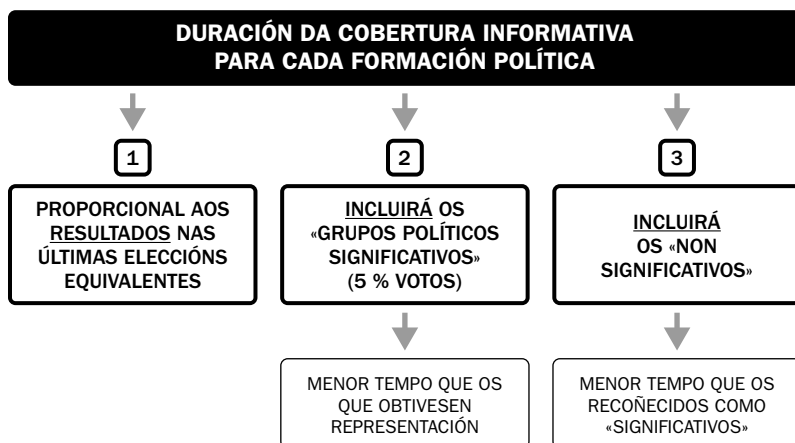 DURACIÓN DA COBERTURA INFORMATIVA
PARA CADA FORMACIÓN POLÍTICA
1
PROPORCIONAL AOS
RESULTADOS NAS
ÚLTIMAS ELECCIÓNS
EQUIVALENTES
2
INCLUIRÁ OS
«GRUPOS POLÍTICOS
SIGNIFICATIVOS»
(5 % VOTOS)
MENOR TEMPO QUE OS
QUE OBTIVESEN
REPRESENTACIÓN
3
INCLUIRÁ
OS «NON
SIGNIFICATIVOS»
MENOR TEMPO QUE OS
RECOÑECIDOS COMO
«SIGNIFICATIVOS»